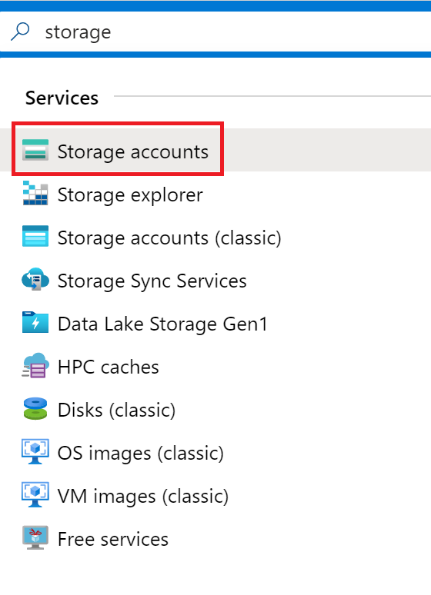 storage
Services
Storage accounts
Storage explorer
Storage accounts (classic)
Storage Sync Services
Data Lake Storage Gen1
HPC caches
Disks (classic)
OS images (classic)
VM images (classic)
Free services